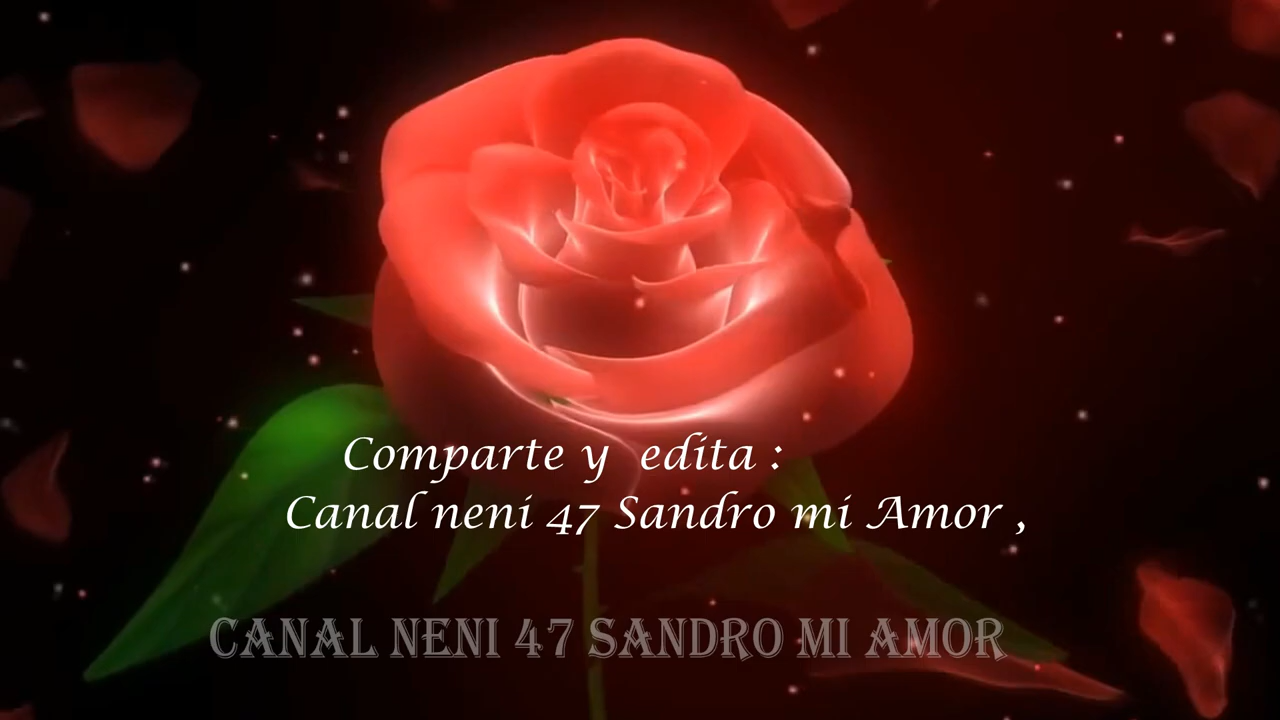 Comparte y edita :
Canal neni 47 Sandro mi Amor ,
CANAL NENI 47 SANDRO MI AMOR